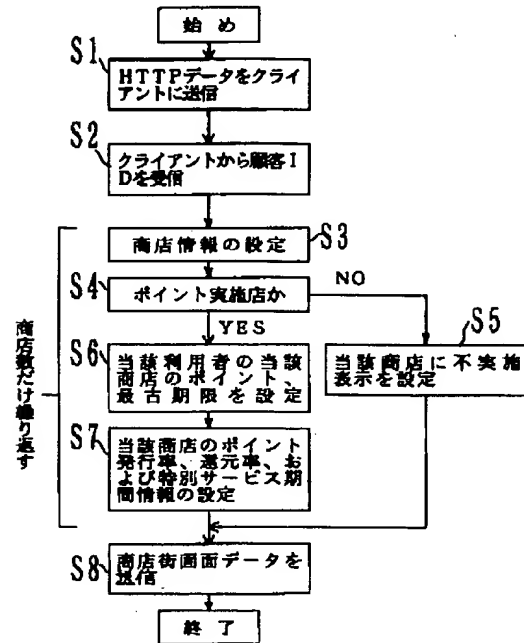 始め
S1
HTTPデータをクライ
アントに送信
S2
クライアントから顧客I
Dを受信
商店情報の設定
S3
S4
ポイント実施店か
NO
YES
S5
当該商店に不実施
表示を設定
S6
当該利用者の当該
商店のポイント、
最古期限を設定
S7
当該商店のポイント
発行率、還元率、お
よび特別サービス期
間情報の設定
商店数だけ繰り返す
S8
商店街画面データを
送信
終了